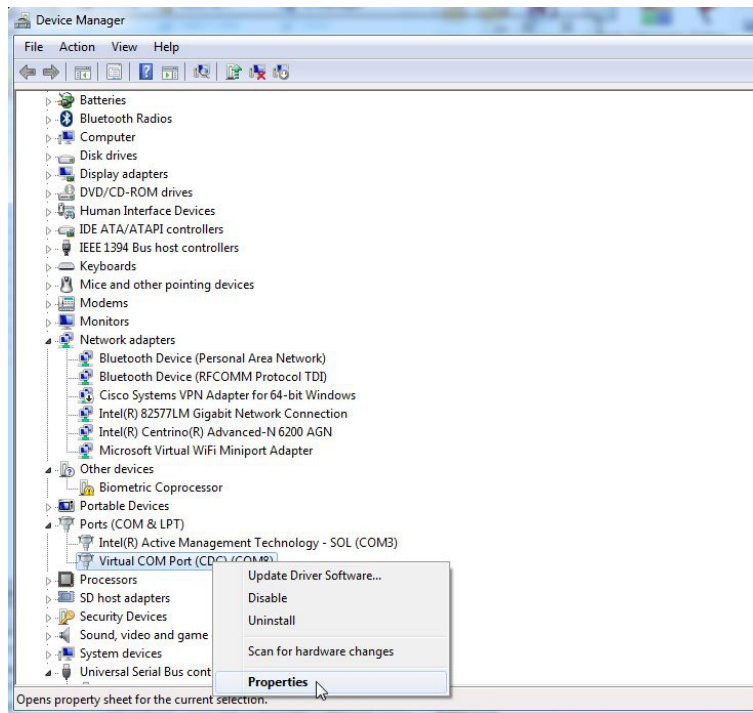 Device Manager
File Action View Help
Batteries
Bluetooth Radios
Computer
Disk drives
Display adapters
DVD/CD-ROM drives
Human Interface Devices
IDE ATA/ATAPI controllers
IEEE 1394 Bus host controllers
Keyboards
Mice and other pointing devices
Modems
Monitors
Network adapters
Bluetooth Device (Personal Area Network)
Bluetooth Device (RFCOMM Protocol TDI)
Cisco Systems VPN Adapter for 64-bit Windows
Intel(R) 82577LM Gigabit Network Connection
Intel(R) Centrino(R) Advanced-N 6200 AGN
Microsoft Virtual WiFi Miniport Adapter
Other devices
Biometric Coprocessor
Portable Devices
Ports (COM & LPT)
Intel(R) Active Management Technology - SOL (COM3)
Virtual COM Port (CDC) (COM8)
Processors
SD host adapters
Security Devices
Sound, video and game
System devices
Universal Serial Bus cont
Update Driver Software...
Disable
Uninstall
Scan for hardware changes
Properties
Opens property sheet for the current selection.